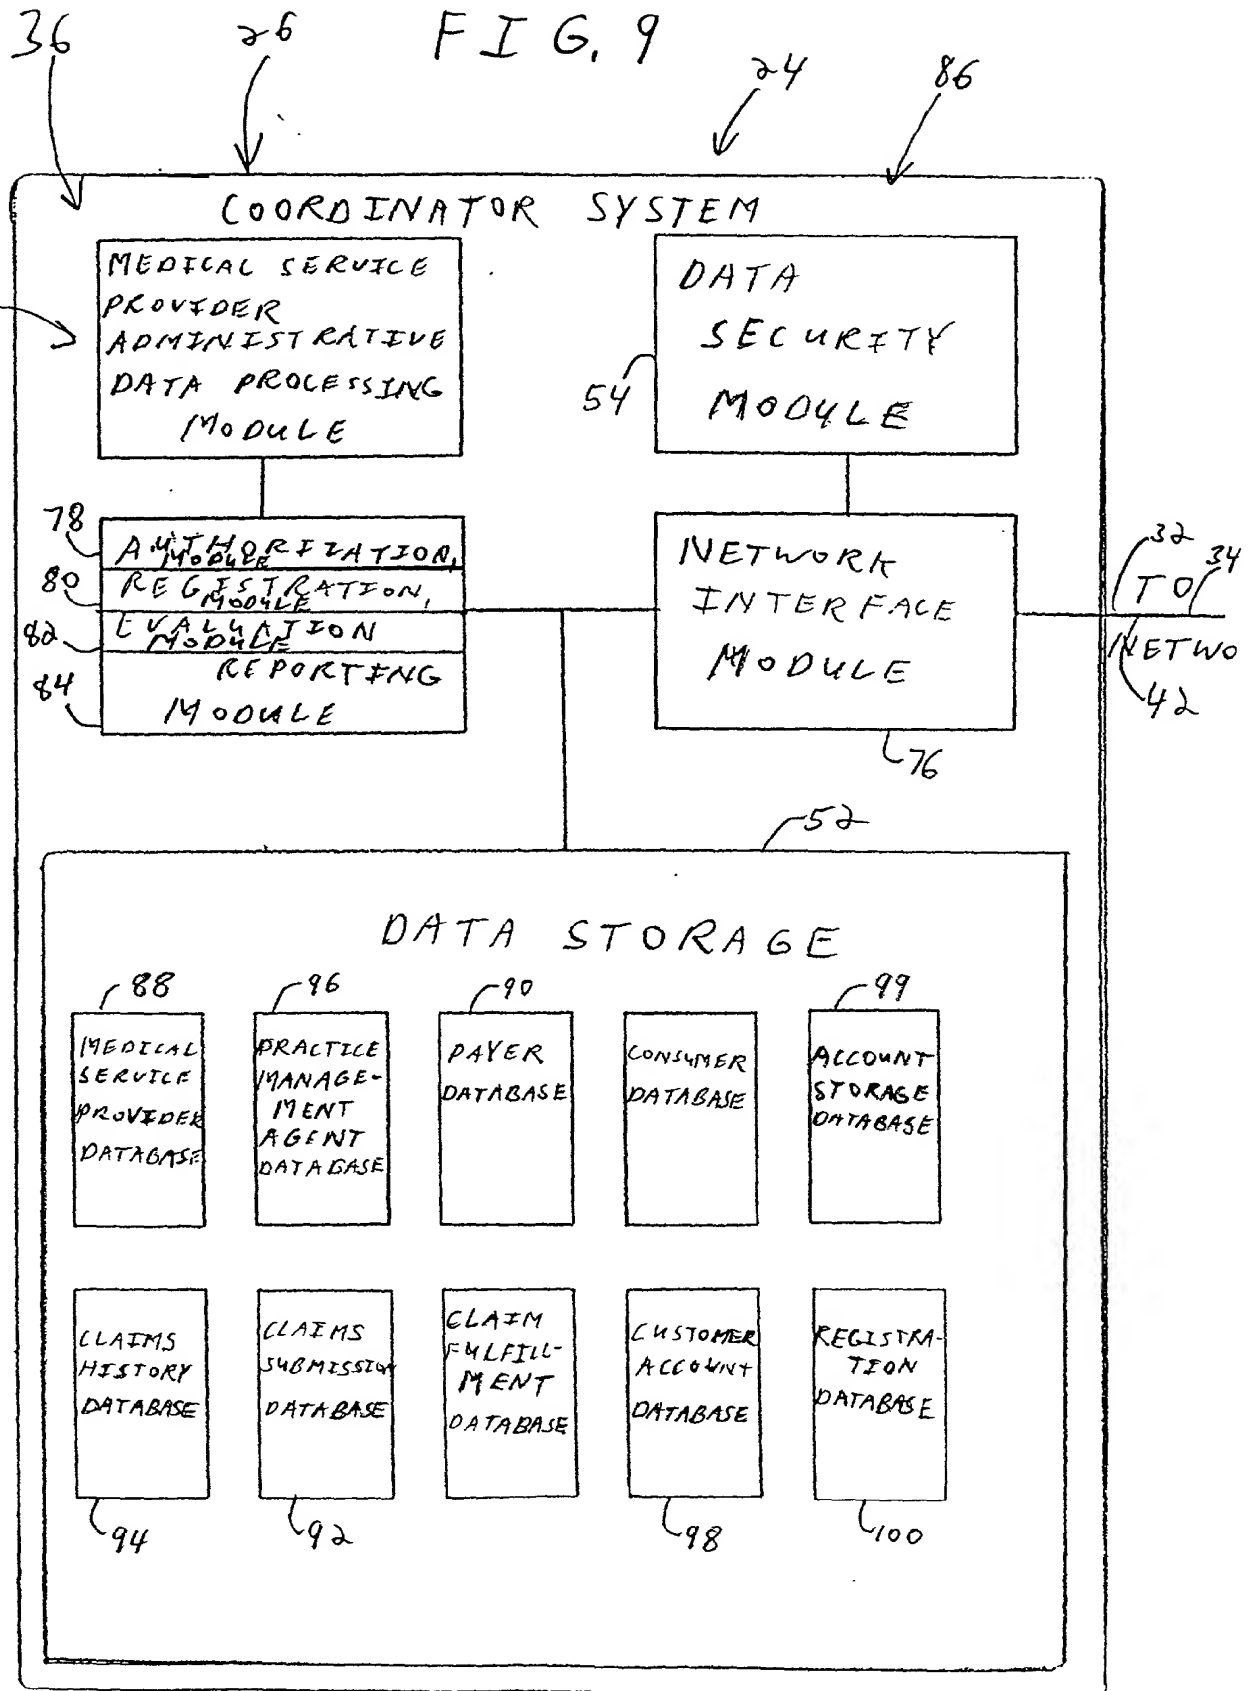 FIG. 9
36 26 24 86
COORDINATOR SYSTEM
MEDICAL SERVICE
PROVIDER
ADMINISTRATIVE
DATA PROCESSING
MODULE
DATA
SECURITY
MODULE
54
78
AUTHORIZATION,
MODULE
80
REGISTRATION,
MODULE
82
EVALUATION
MODULE
84
REPORTING
MODULE
NETWORK
INTERFACE
MODULE
76
32
TO
34
NETWO
42
52
DATA STORAGE
88
MEDICAL
SERVICE
PROVIDER
DATABASE
96
PRACTICE
MANAGE-
MENT
AGENT
DATABASE
90
PAYER
DATABASE
CONSUMER
DATABASE
99
ACCOUNT
STORAGE
DATABASE
CLAIMS
HISTORY
DATABASE
94
CLAIMS
SUBMISSION
DATABASE
92
CLAIM
FULFILL-
MENT
DATABASE
CUSTOMER
ACCOUNT
DATABASE
98
REGISTRA-
TION
DATABASE
100